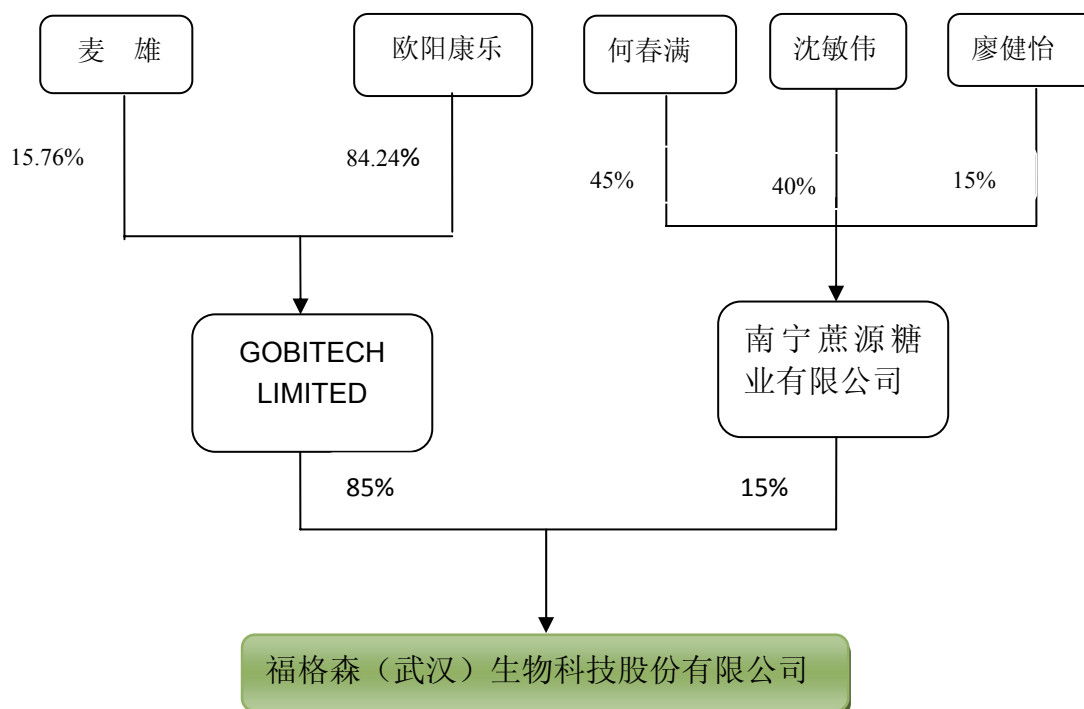 麦 雄
欧阳康乐
何春满
沈敏伟
廖健怡
15.76%
84.24%
45%
40%
15%
GOBITECH
LIMITED
南宁蔗源糖
业有限公司
85%
15%
福格森（武汉）生物科技股份有限公司